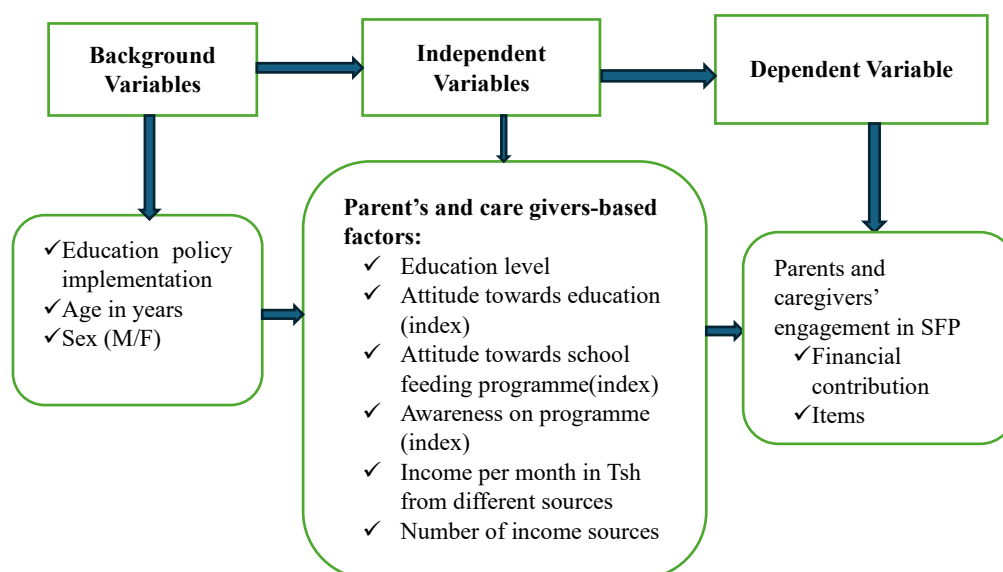 Background
Variables
Independent
Variables
Dependent Variable
✓Education policy
implementation
✓Age in years
✓Sex (M/F)
Parent’s and care givers-based
factors:
✓ Education level
✓ Attitude towards education
(index)
✓ Attitude towards school
feeding programme(index)
✓ Awareness on programme
(index)
✓ Income per month in Tsh
from different sources
✓ Number of income sources
Parents and
caregivers’
engagement in SFP
✓Financial
contribution
✓Items